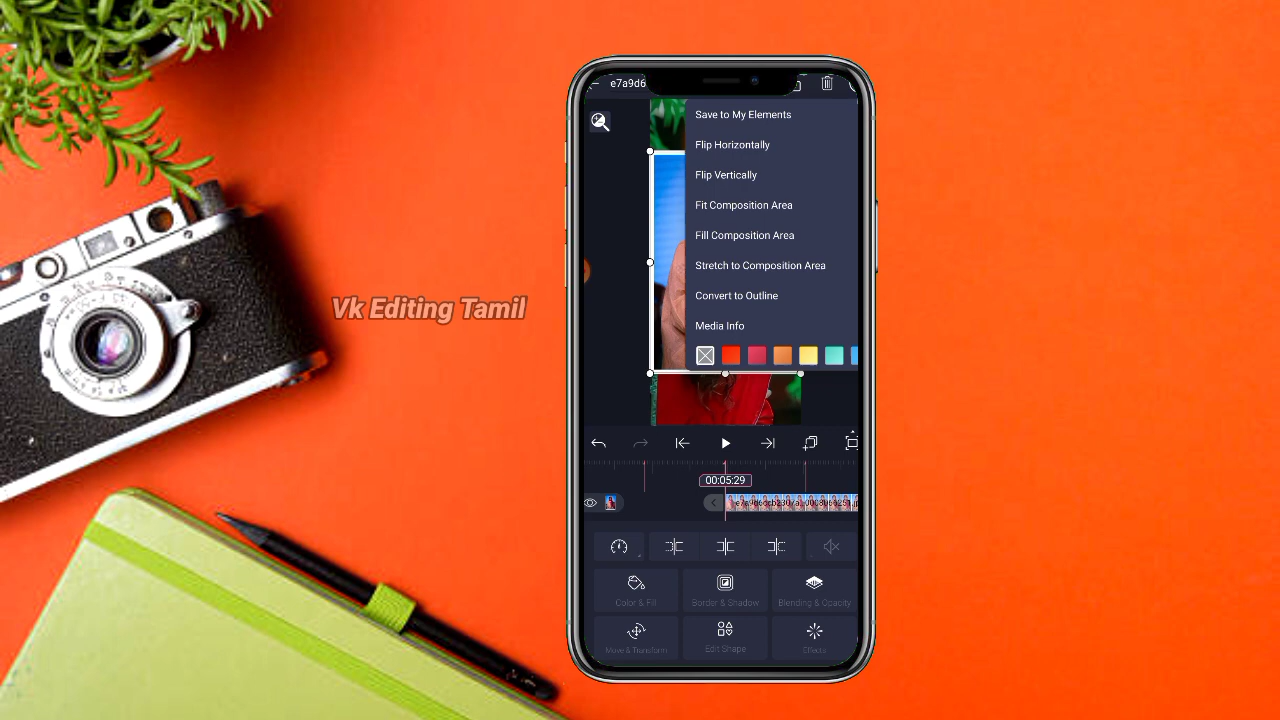 e7a9d6
Save to My Elements
Flip Horizontally
Flip Vertically
Fit Composition Area
Fill Composition Area
Stretch to Composition Area
Convert to Outline
Media Info
Vk Editing Tamil
00:05:29
Color & Fill
Border & Shadow
Blending & Opacity
Move & Transform
Edit Shape
Effects